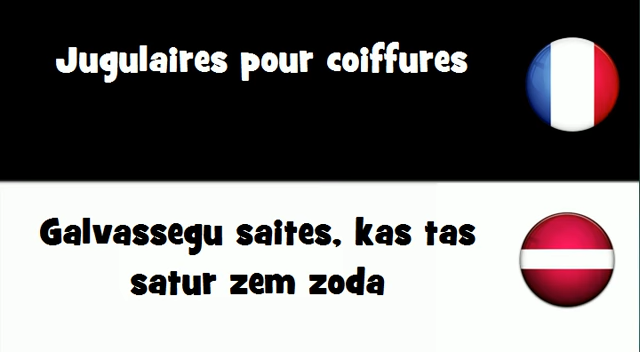 Jugulaires pour coiffures
Galvassegu saites, kas tas
satur zem zoda